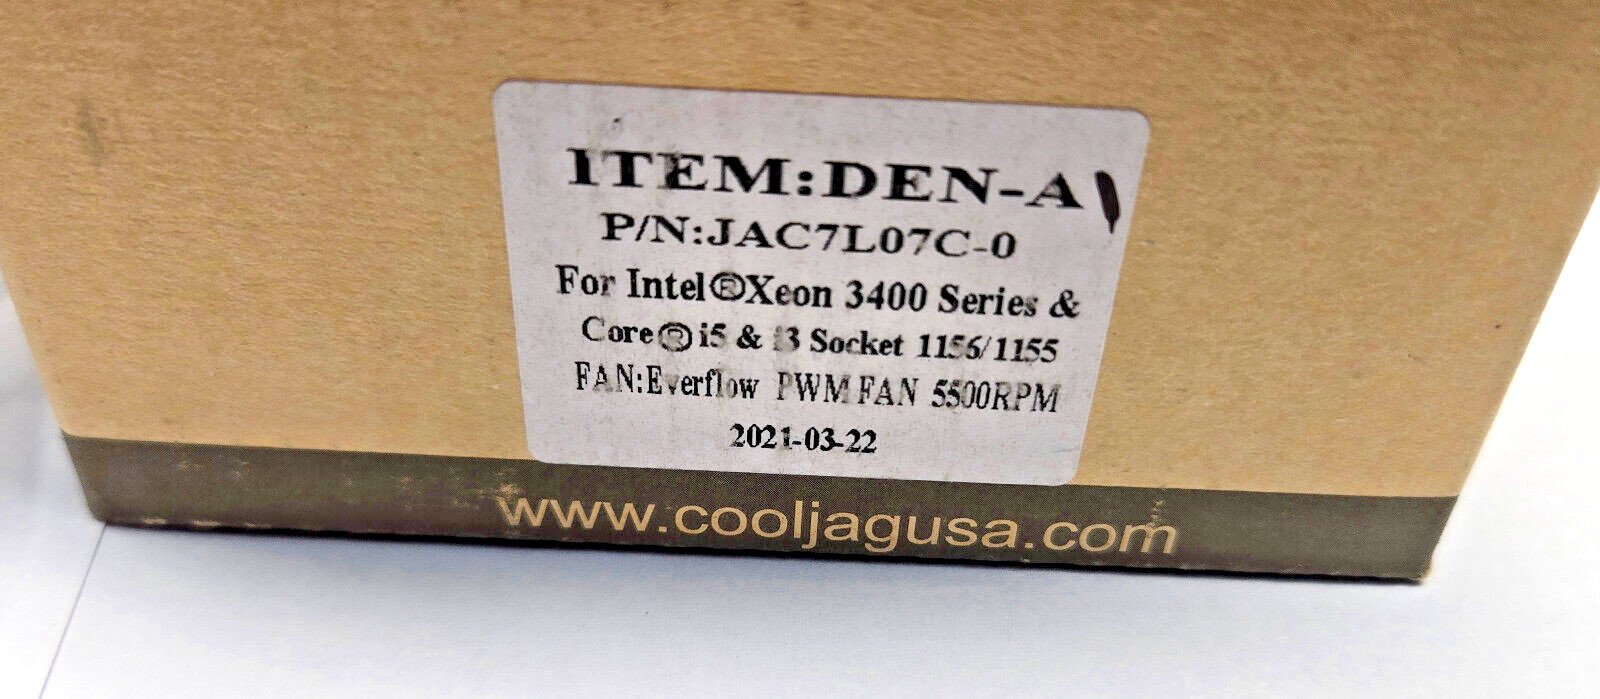 ITEM:DEN-A
P/N:JAC7L07C-0
For Intel®Xeon 3400 Series &
Core® i5 & i3 Socket 1156/1155
FAN:Everflow PWM FAN 5500RPM
2021-03-22
www.cooljagusa.com